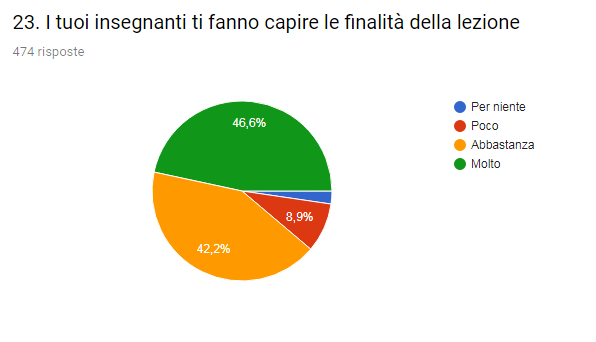 23. I tuoi insegnanti ti fanno capire le finalità della lezione
474 risposte
Per niente
Poco
Abbastanza
Molto
46,6%
8,9%
42,2%